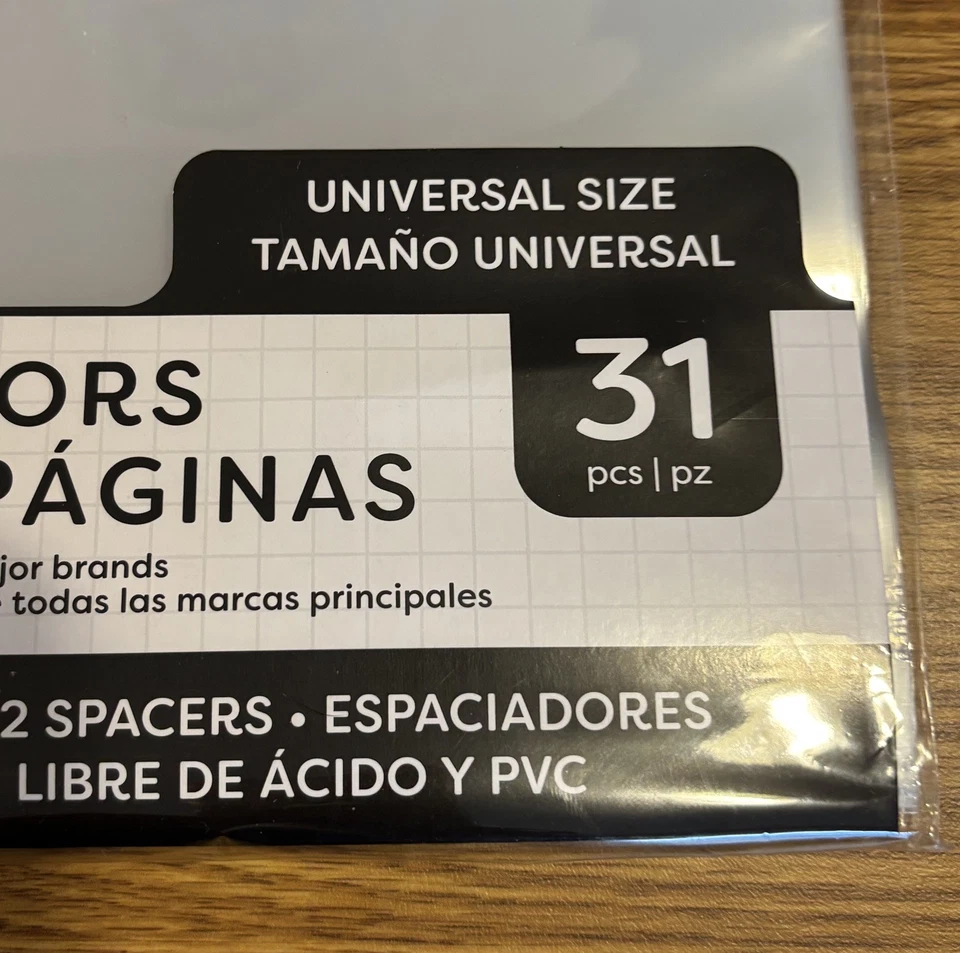 UNIVERSAL SIZE
TAMAÑO UNIVERSAL
31
pcs | pz
ORS
PÁGINAS
jor brands
todas las marcas principales
2 SPACERS • ESPACIADORES
LIBRE DE ÁCIDO Y PVC